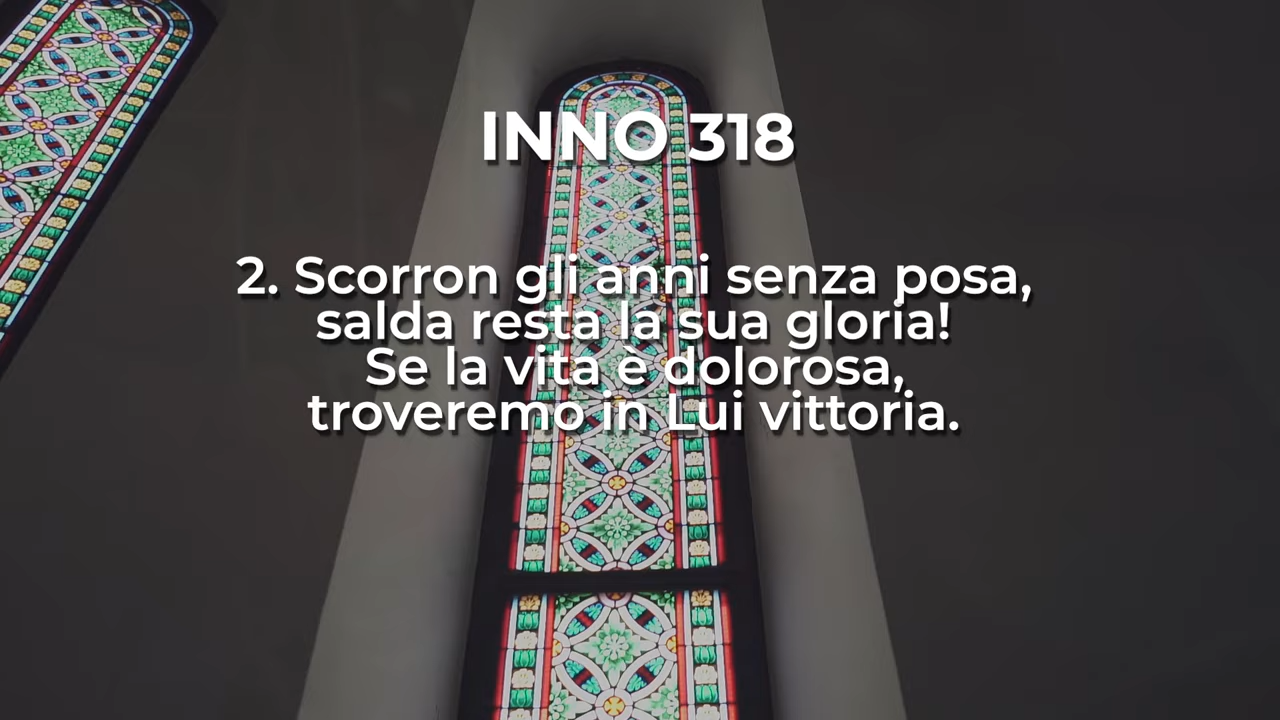 INNO 318
2. Scorron gli anni senza posa,
salda resta la sua gloria!
Se la vita è dolorosa,
troveremo in Lui vittoria.